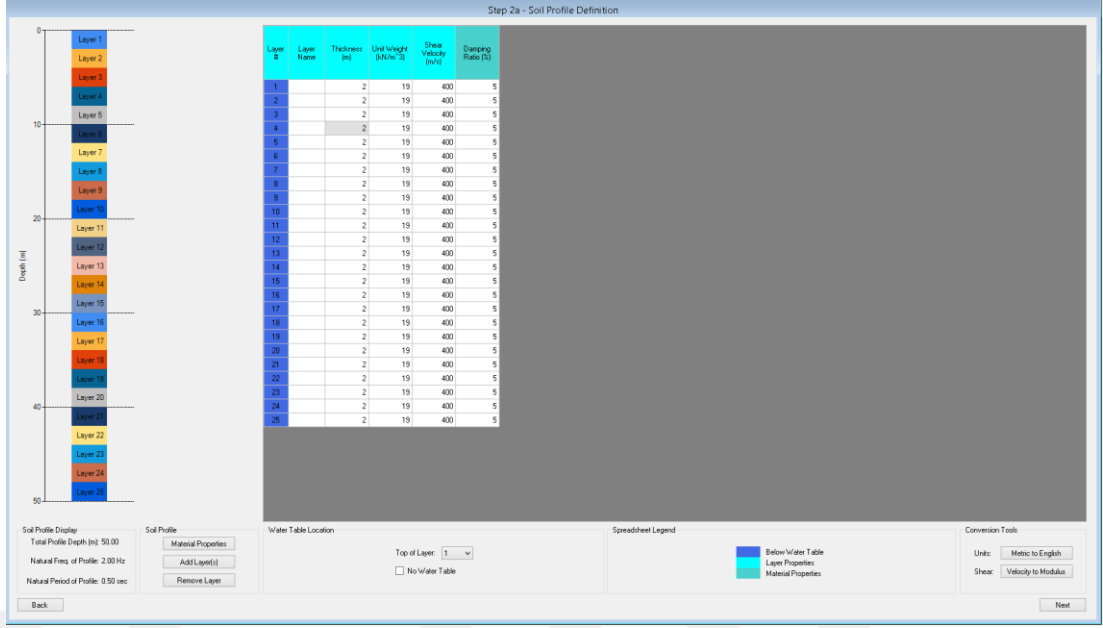 Step 2a - Soil Profile Definition
0
10
20
30
40
50
Depth (m)
Layer 1
Layer 2
Layer 3
Layer 4
Layer 5
Layer 6
Layer 7
Layer 8
Layer 9
Layer 10
Layer 11
Layer 12
Layer 13
Layer 14
Layer 15
Layer 16
Layer 17
Layer 18
Layer 19
Layer 20
Layer 21
Layer 22
Layer 23
Layer 24
Layer 25
Layer # Layer Name Thickness (m) Unit Weight (kN/m^3) Shear Velocity (m/s) Damping Ratio (%)
1 2 19 400 5
2 2 19 400 5
3 2 19 400 5
4 2 19 400 5
5 2 19 400 5
6 2 19 400 5
7 2 19 400 5
8 2 19 400 5
9 2 19 400 5
10 2 19 400 5
11 2 19 400 5
12 2 19 400 5
13 2 19 400 5
14 2 19 400 5
15 2 19 400 5
16 2 19 400 5
17 2 19 400 5
18 2 19 400 5
19 2 19 400 5
20 2 19 400 5
21 2 19 400 5
22 2 19 400 5
23 2 19 400 5
24 2 19 400 5
25 2 19 400 5
Soil Profile Display
Total Profile Depth (m): 50.00
Natural Freq. of Profile: 2.00 Hz
Natural Period of Profile: 0.50 sec
Soil Profile
Material Properties
Add Layer(s)
Remove Layer
Water Table Location
Top of Layer: 1
No Water Table
Spreadsheet Legend
Below Water Table
Layer Properties
Material Properties
Conversion Tools
Units: Metric to English
Shear: Velocity to Modulus
Back
Next